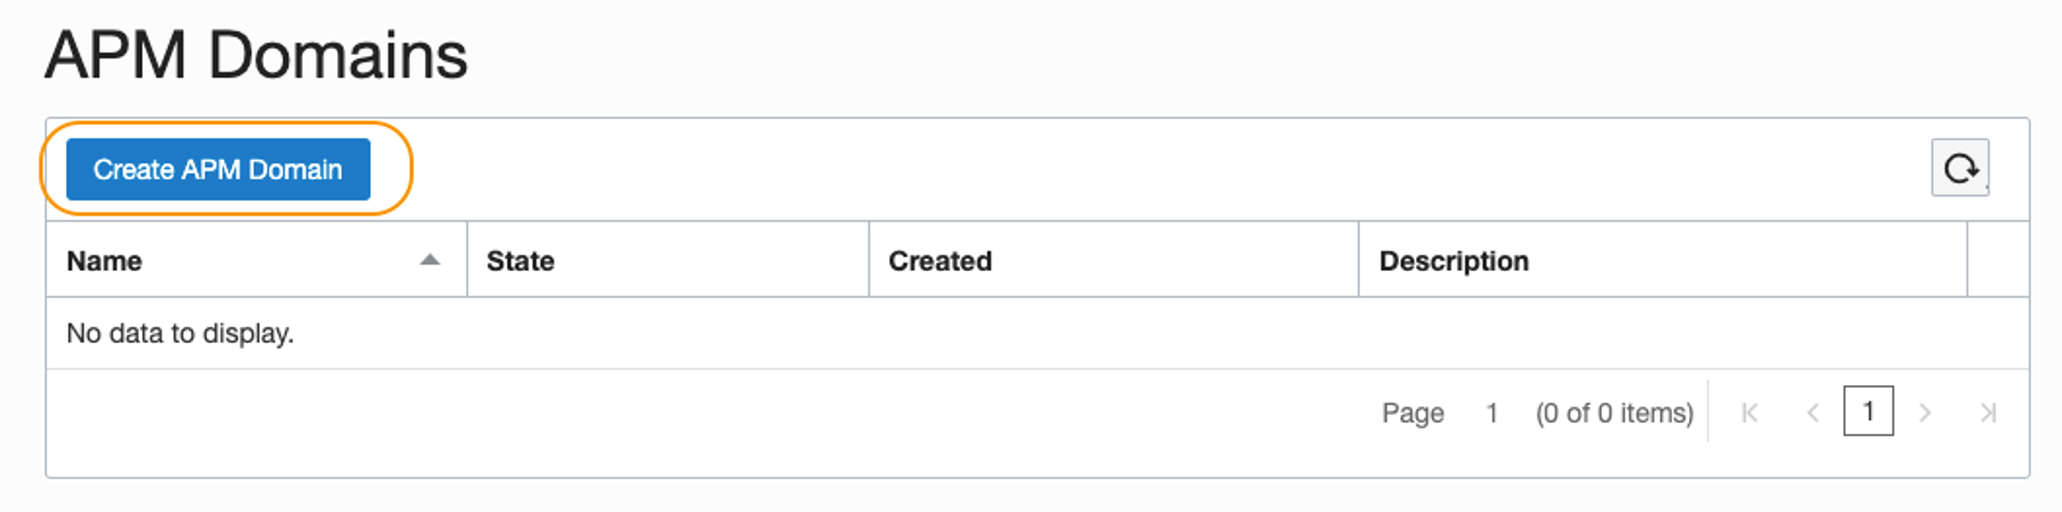 APM Domains
Create APM Domain
Name State Created Description
No data to display.
Page 1 (0 of 0 items) 1